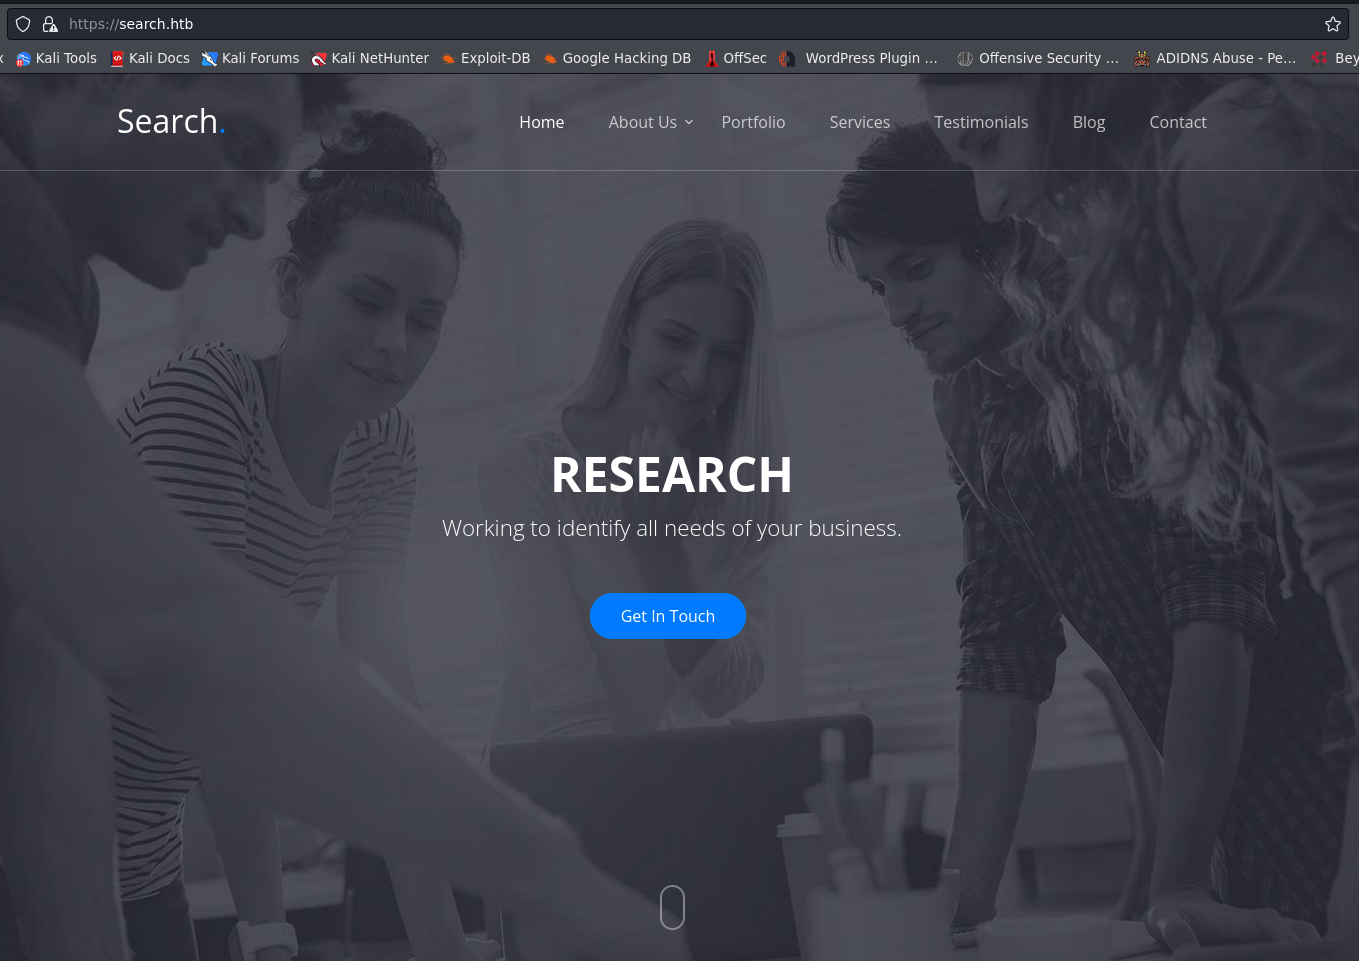 https://search.htb
Kali Tools Kali Docs Kali Forums Kali NetHunter Exploit-DB Google Hacking DB OffSec WordPress Plugin … Offensive Security … ADIDNS Abuse - Pe… Bey
Search.
Home About Us Portfolio Services Testimonials Blog Contact
RESEARCH
Working to identify all needs of your business.
Get In Touch